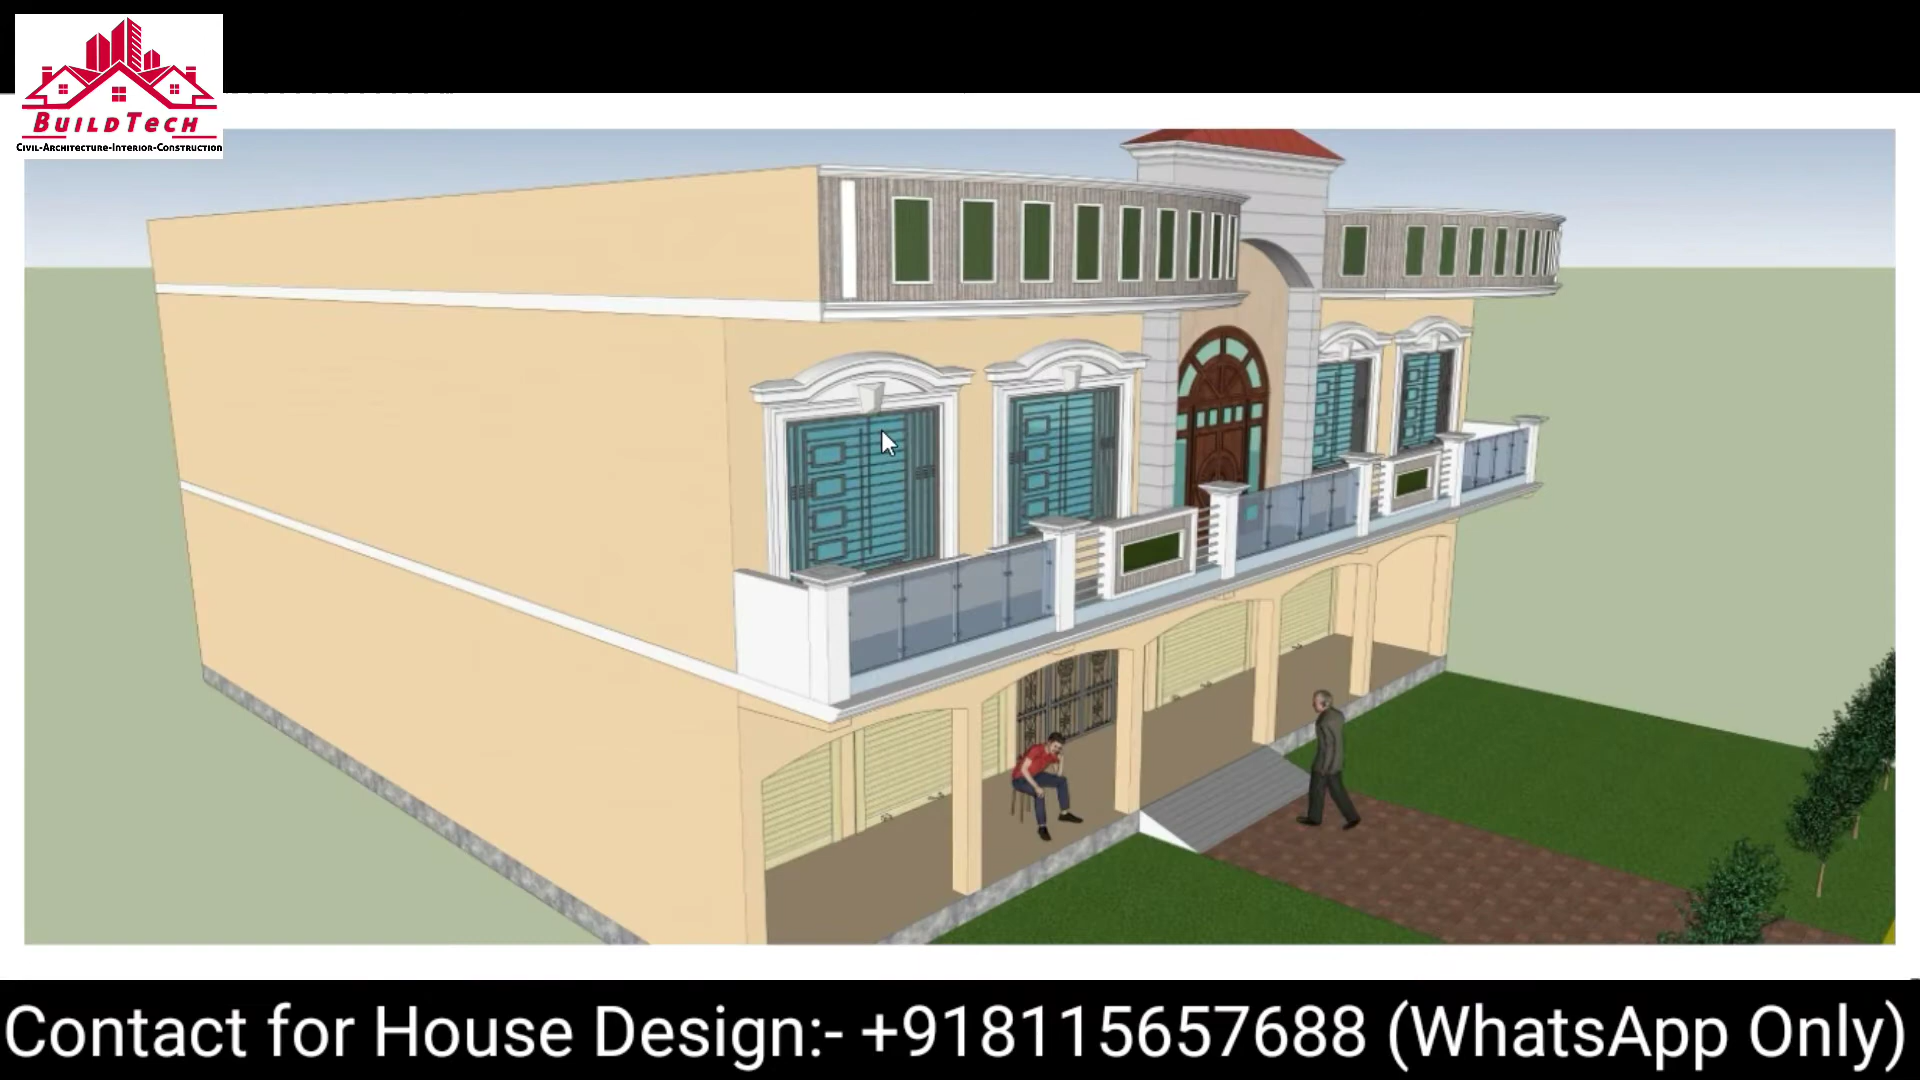 BUILDTECH
CIVIL-ARCHITECTURE-INTERIOR-CONSTRUCTION
Contact for House Design:- +918115657688 (WhatsApp Only)